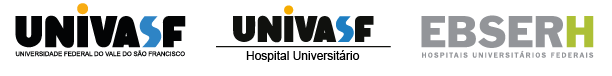 UNIVASF
UNIVERSIDADE FEDERAL DO VALE DO SÃO FRANCISCO
UNIVASF
Hospital Universitário
EBSERH
HOSPITAIS UNIVERSITÁRIOS FEDERAIS